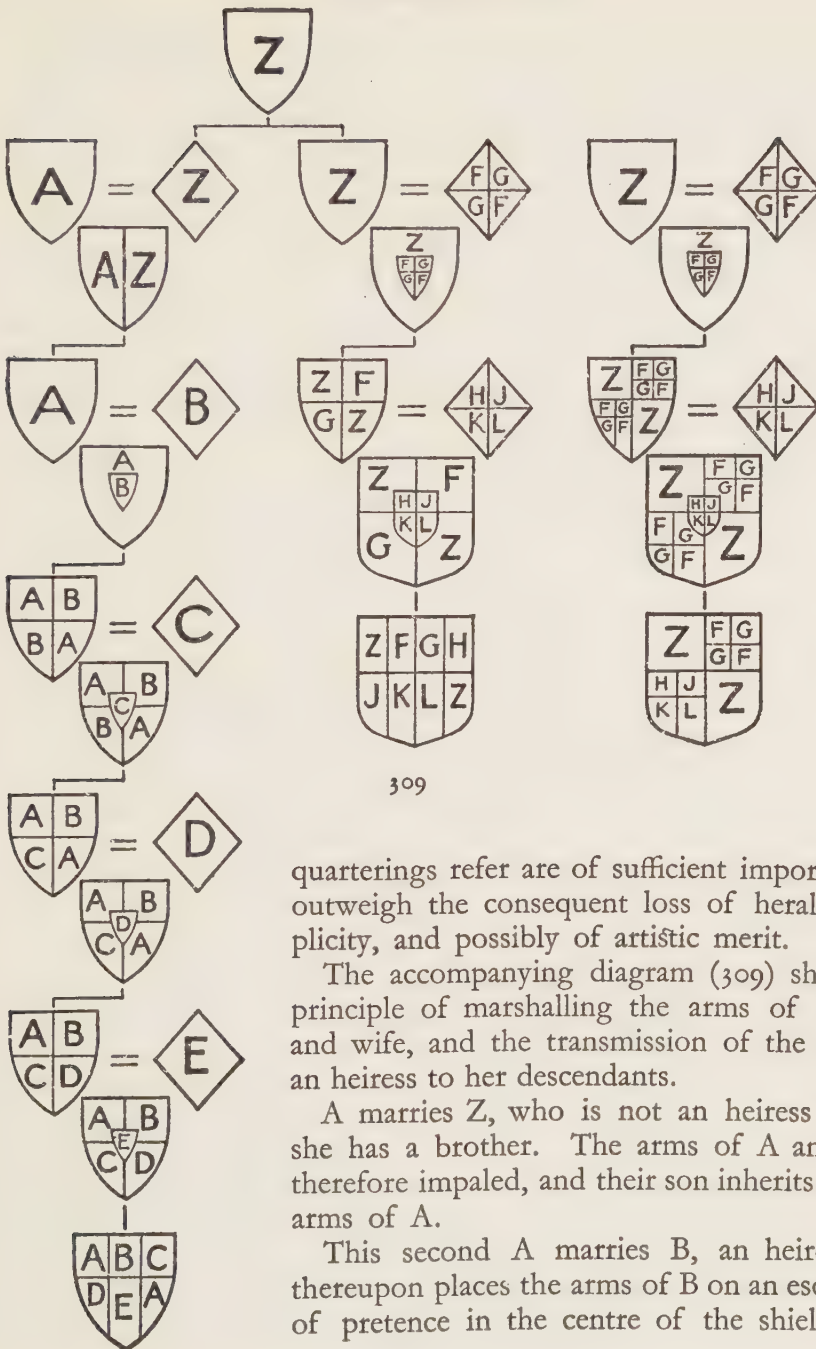 Z
A = Z Z = F G Z = F G
G F G F
A Z Z Z
F G F G
G F G F
A = B Z F = H J Z F G = H J
G Z K L G F K L
F G Z
G F
A Z F Z F G
B H J G F
K L H J
G Z K L
F G Z
G F
A B = C Z F G H Z F G
B A J K L Z G F
H J Z
K L
A B
C
B A
309
A B = D
C A
A B
D
C A
A B = E
C D
A B
E
C D
A B C
D E A
quarterings refer are of sufficient impor
outweigh the consequent loss of heral
plicity, and possibly of artistic merit.
The accompanying diagram (309) sh
principle of marshalling the arms of
and wife, and the transmission of the
an heiress to her descendants.
A marries Z, who is not an heiress
she has a brother. The arms of A an
therefore impaled, and their son inherits
arms of A.
This second A marries B, an heir
thereupon places the arms of B on an esc
of pretence in the centre of the shiel